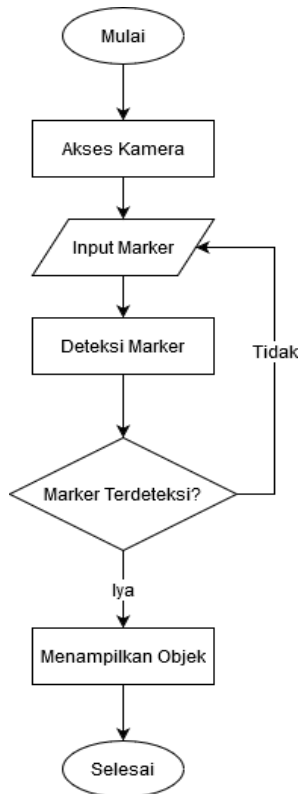 Mulai
Akses Kamera
Input Marker
Deteksi Marker
Tidak
Marker Terdeteksi?
Iya
Menampilkan Objek
Selesai